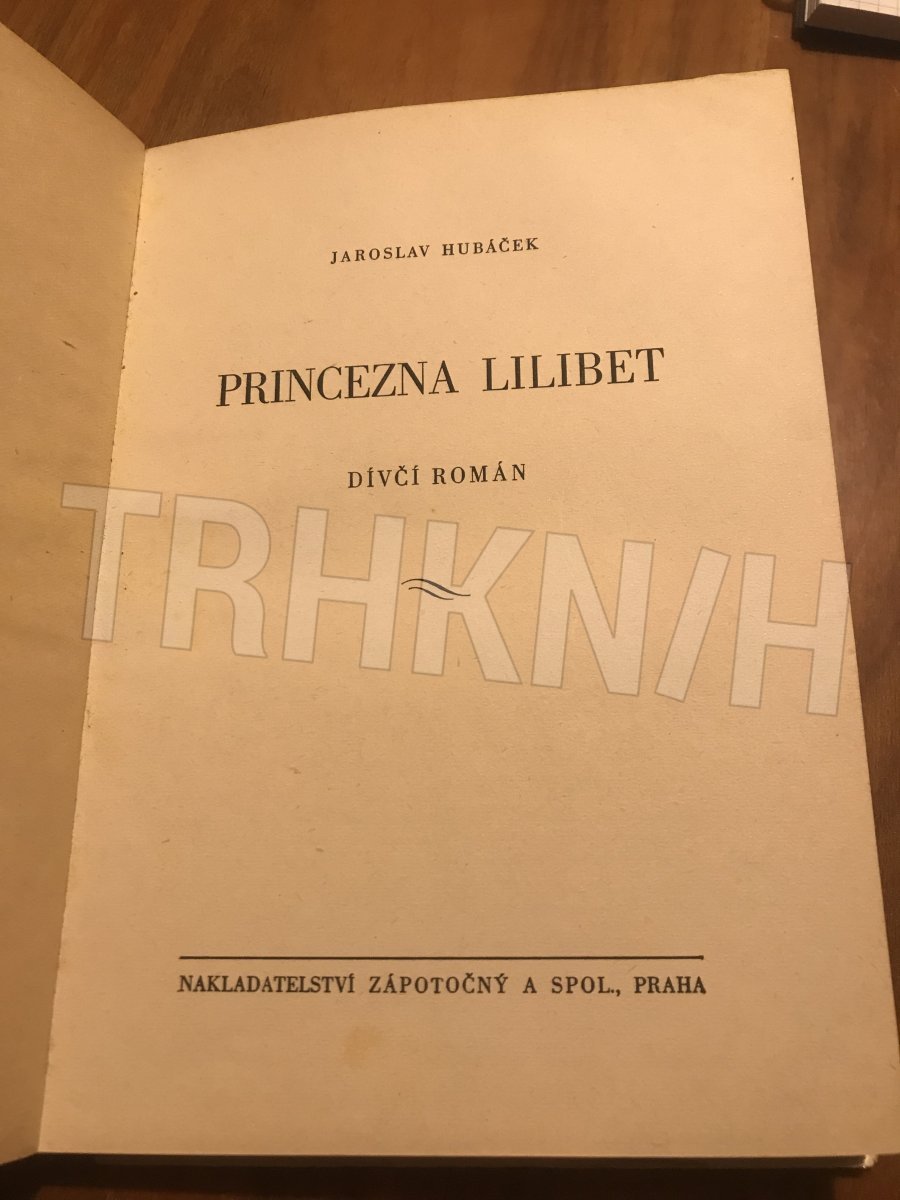 JAROSLAV HUBÁČEK
PRINCEZNA LILIBET
DÍVČÍ ROMÁN
TRHKNIH
NAKLADATELSTVÍ ZÁPOTOČNÝ A SPOL., PRAHA